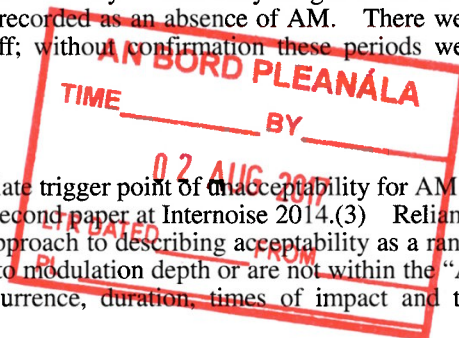 recorded as an absence of AM. There we
ff; without confirmation these periods we
AN BORD PLEANÁLA
TIME BY
02 AUG 2017
late trigger point of unacceptability for AM
econd paper at Internoise 2014.(3) Relian
pproach to describing acceptability as a ran
LTR DATED FROM
to modulation depth or are not within the “A
PL
urrence, duration, times of impact and t